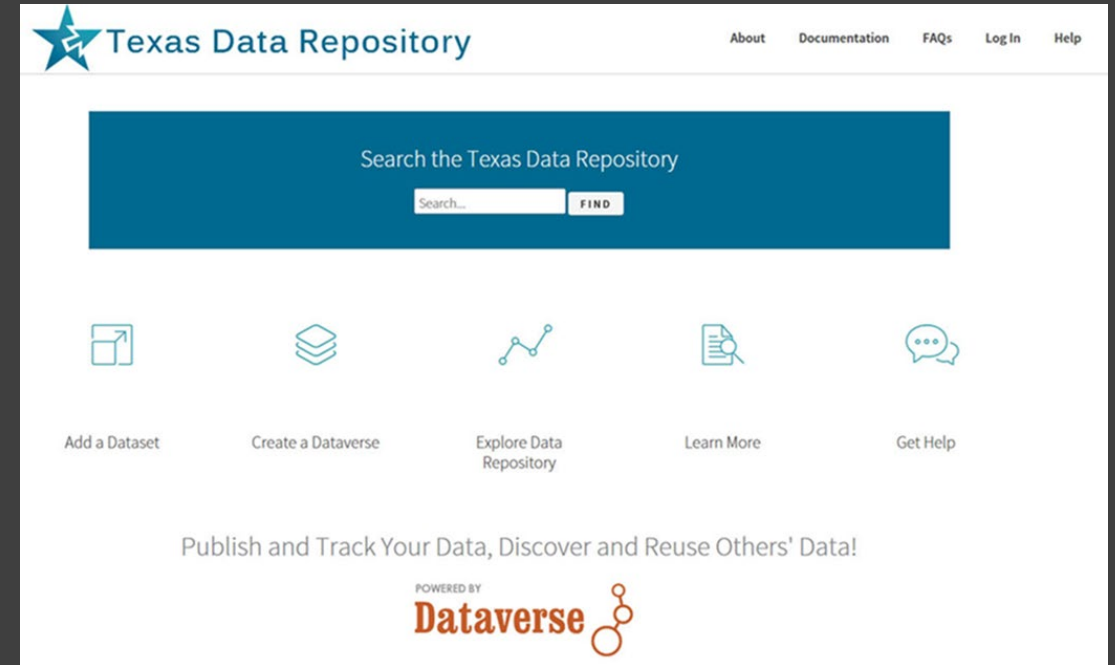 Texas Data Repository
About Documentation FAQs Log In Help
Search the Texas Data Repository
Search... FIND
Add a Dataset
Create a Dataverse
Explore Data
Repository
Learn More
Get Help
Publish and Track Your Data, Discover and Reuse Others' Data!
POWERED BY
Dataverse